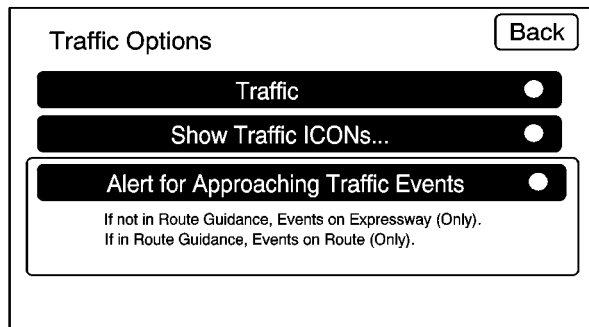 Traffic Options
Back
Traffic
Show Traffic ICONs...
Alert for Approaching Traffic Events
If not in Route Guidance, Events on Expressway (Only).
If in Route Guidance, Events on Route (Only).